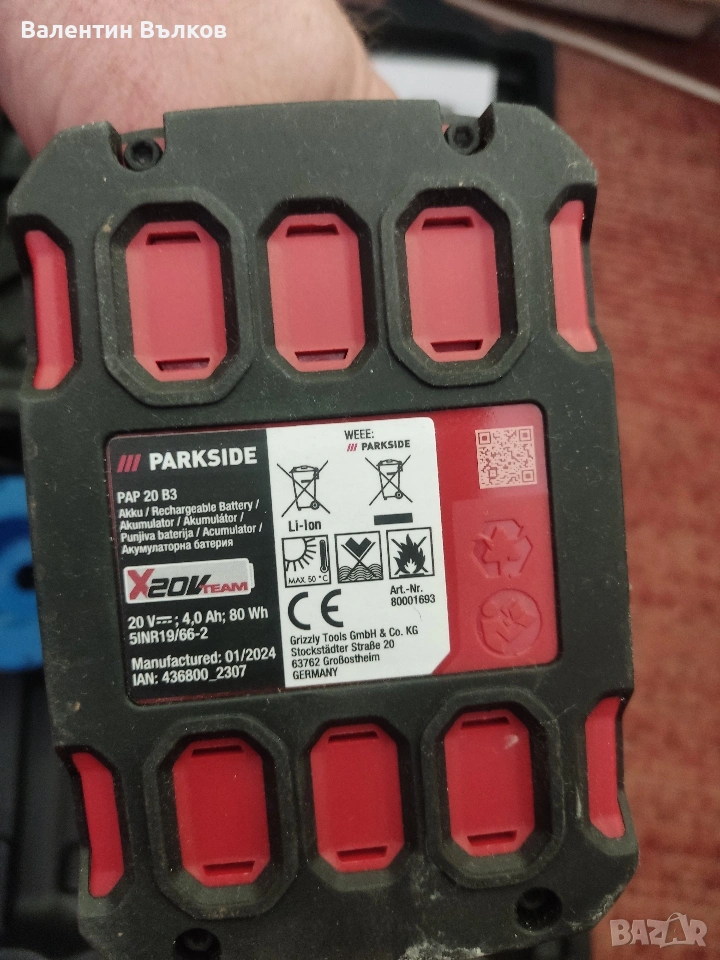 Валентин Вълков
PARKSIDE
PAP 20 B3
Akku / Rechargeable Battery /
Akumulator / Akumulátor /
Punjiva baterija / Acumulator /
Акумулаторна батерия
X20V TEAM
20 V⎓; 4,0 Ah; 80 Wh
5INR19/66-2
Manufactured: 01/2024
IAN: 436800_2307
WEEE:
PARKSIDE
Li-Ion
MAX. 50 °C
Art.-Nr.
80001693
CE
Grizzly Tools GmbH & Co. KG
Stockstädter Straße 20
63762 Großostheim
GERMANY
BAZAR